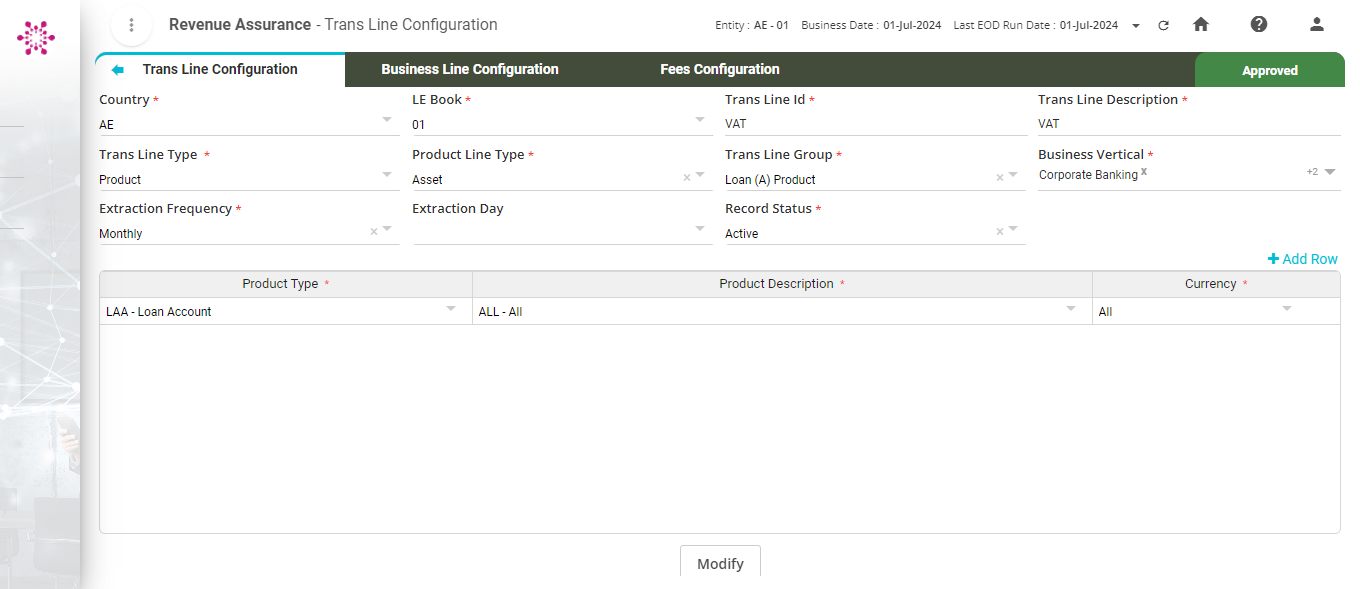 Revenue Assurance - Trans Line Configuration
Entity : AE - 01 Business Date : 01-Jul-2024 Last EOD Run Date : 01-Jul-2024
Trans Line Configuration Business Line Configuration Fees Configuration Approved
Country * LE Book * Trans Line Id * Trans Line Description *
AE 01 VAT VAT
Trans Line Type * Product Line Type * Trans Line Group * Business Vertical *
Product Asset × Loan (A) Product × Corporate Banking X +2
Extraction Frequency * Extraction Day Record Status *
Monthly × Active ×
+ Add Row
Product Type * Product Description * Currency *
LAA - Loan Account ALL - All All
Modify